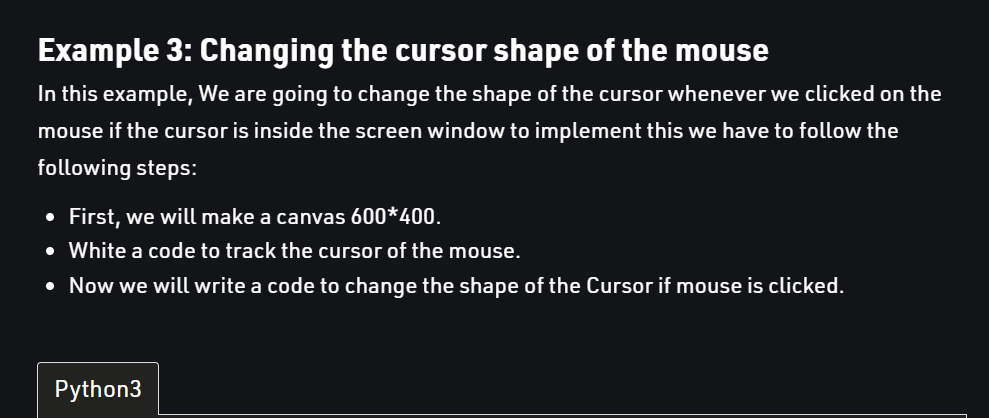 Example 3: Changing the cursor shape of the mouse
In this example, We are going to change the shape of the cursor whenever we clicked on the
mouse if the cursor is inside the screen window to implement this we have to follow the
following steps:
• First, we will make a canvas 600*400.
• White a code to track the cursor of the mouse.
• Now we will write a code to change the shape of the Cursor if mouse is clicked.
Python3